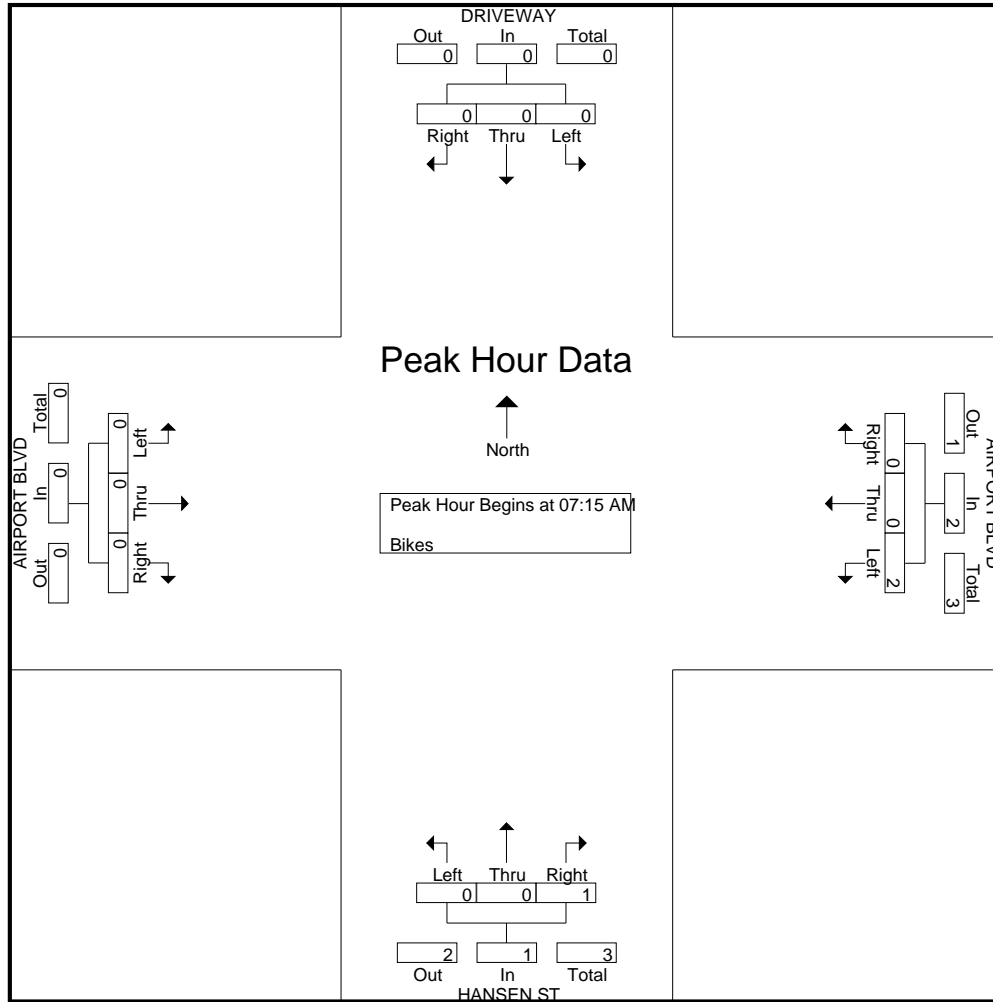 DRIVEWAY
Out In Total
0 0 0
0 0 0
Right Thru Left
Peak Hour Data
North
Peak Hour Begins at 07:15 AM
Bikes
AIRPORT BLVD
Out In Total
0 0 0
Left Thru Right
0 0 0
AIRPORT BLVD
Out In Total
1 2 3
Right Thru Left
0 0 2
Left Thru Right
0 0 1
2 1 3
Out In Total
HANSEN ST